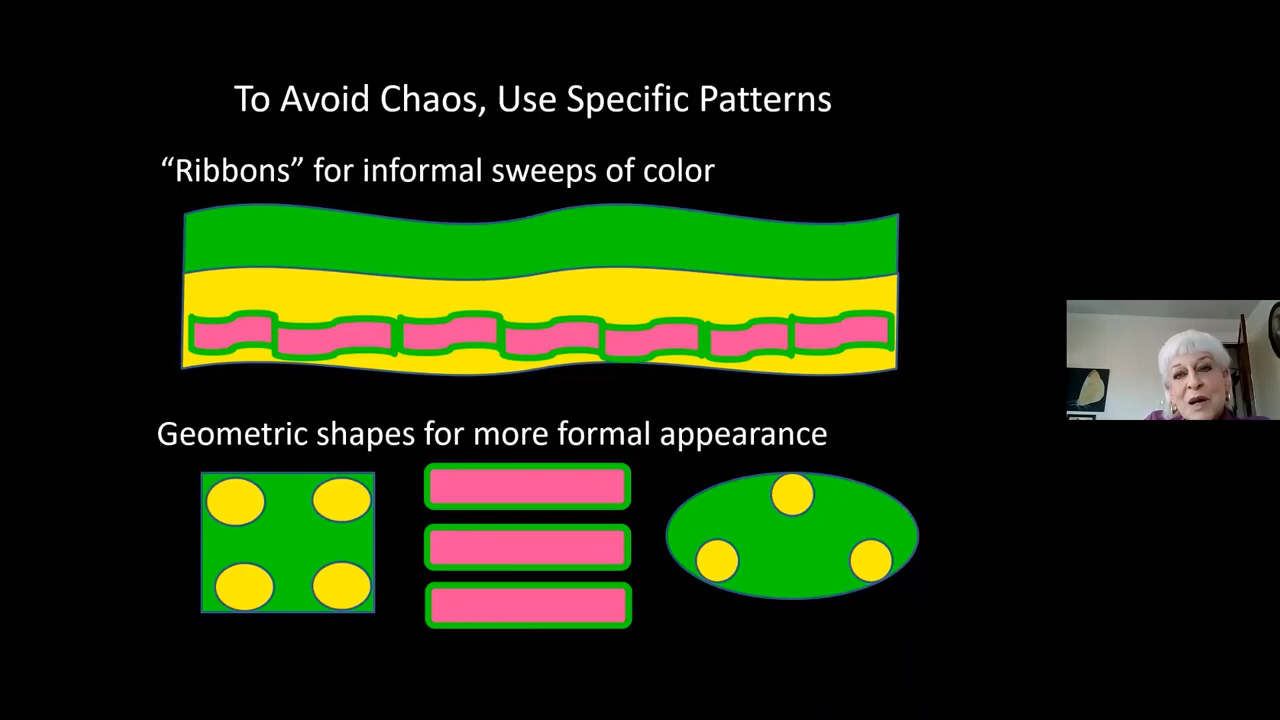 To Avoid Chaos, Use Specific Patterns
“Ribbons” for informal sweeps of color
Geometric shapes for more formal appearance